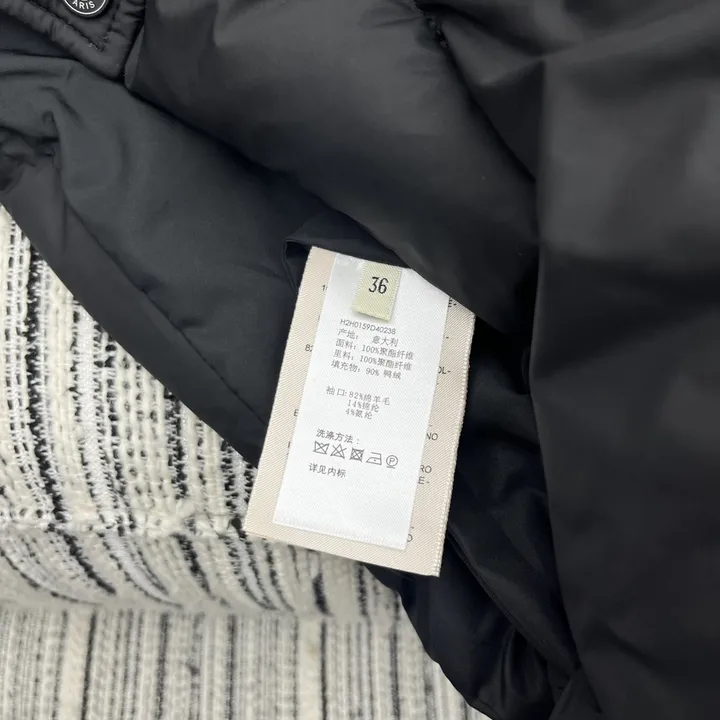 ARIS
36
H2H0159D40238
产地： 意大利
面料: 100%聚酯纤维
里料: 100%聚酯纤维
填充物: 90% 鸭绒
袖口: 82%绵羊毛
14%锦纶
4%氨纶
洗涤方法：
P
详见内标